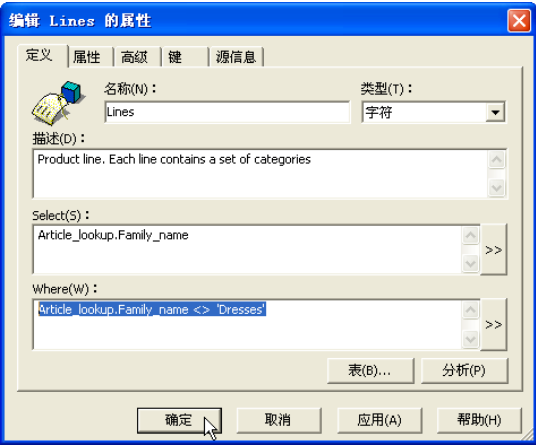 编辑 Lines 的属性
定义 属性 高级 键 源信息
名称(N)： 类型(T)：
Lines 字符
描述(D)：
Product line. Each line contains a set of categories
Select(S)：
Article_lookup.Family_name
>>
Where(W)：
Article_lookup.Family_name <> 'Dresses'
>>
表(B)... 分析(P)
确定 取消 应用(A) 帮助(H)